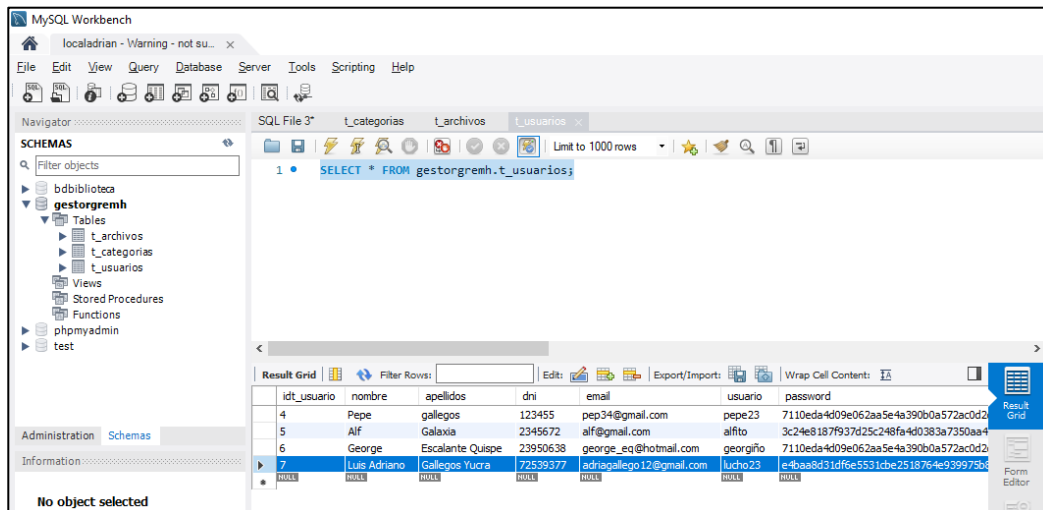 MySQL Workbench
localadrian - Warning - not su... ×
File Edit View Query Database Server Tools Scripting Help
Navigator
SCHEMAS
Filter objects
bdbiblioteca
gestorgremh
Tables
t_archivos
t_categorias
t_usuarios
Views
Stored Procedures
Functions
phpmyadmin
test
Administration Schemas
Information
No object selected
SQL File 3* t_categorias t_archivos t_usuarios ×
Limit to 1000 rows
1 SELECT * FROM gestorgremh.t_usuarios;
Result Grid Filter Rows: Edit: Export/Import: Wrap Cell Content:
idt_usuario nombre apellidos dni email usuario password
4 Pepe gallegos 123455 pep34@gmail.com pepe23 7110eda4d09e062aa5e4a390b0a572ac0d2
5 Alf Galaxia 2345672 alf@gmail.com alfito 3c24e8187f937d25c248fa4d0383a7350aa4
6 George Escalante Quispe 23950638 george_eq@hotmail.com georgiño 7110eda4d09e062aa5e4a390b0a572ac0d2
7 Luis Adriano Gallegos Yucra 72539377 adriagallego12@gmail.com lucho23 e4baa8d31df6e5531cbe2518764e939975b8
NULL NULL NULL NULL NULL NULL NULL
Result Grid
Form Editor